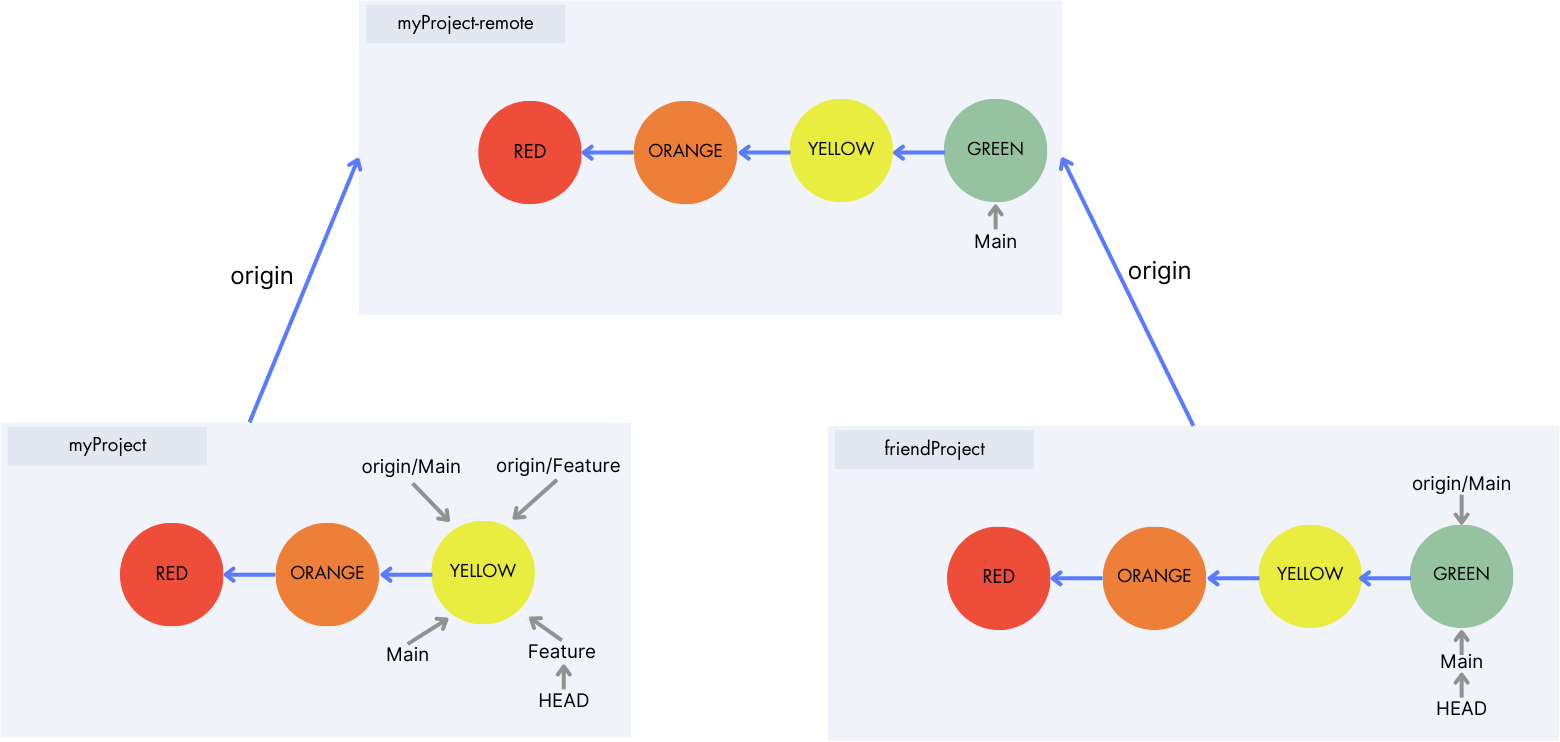 myProject-remote
RED
ORANGE
YELLOW
GREEN
Main
origin
origin
myProject
origin/Main
origin/Feature
RED
ORANGE
YELLOW
Main
Feature
HEAD
friendProject
origin/Main
RED
ORANGE
YELLOW
GREEN
Main
HEAD